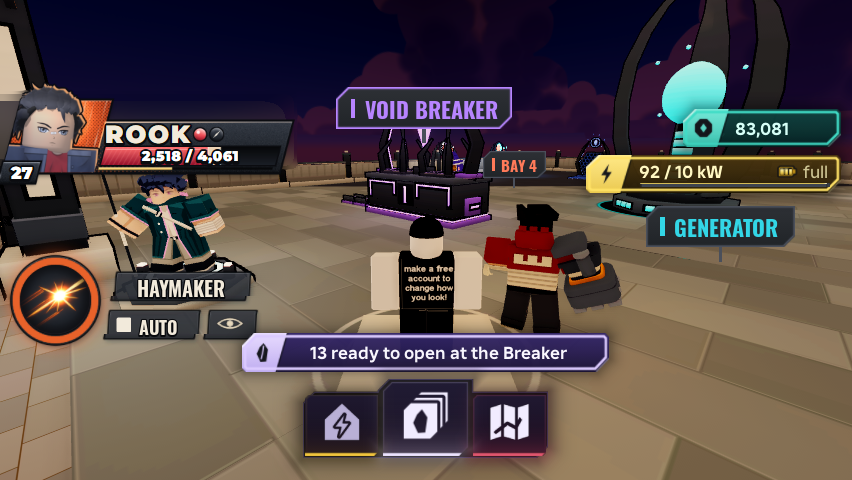 VOID BREAKER
83,081
ROOK
2,518 / 4,061
27
BAY 4
92 / 10 kW
full
GENERATOR
make a free
account to
change how
you look!
HAYMAKER
AUTO
13 ready to open at the Breaker